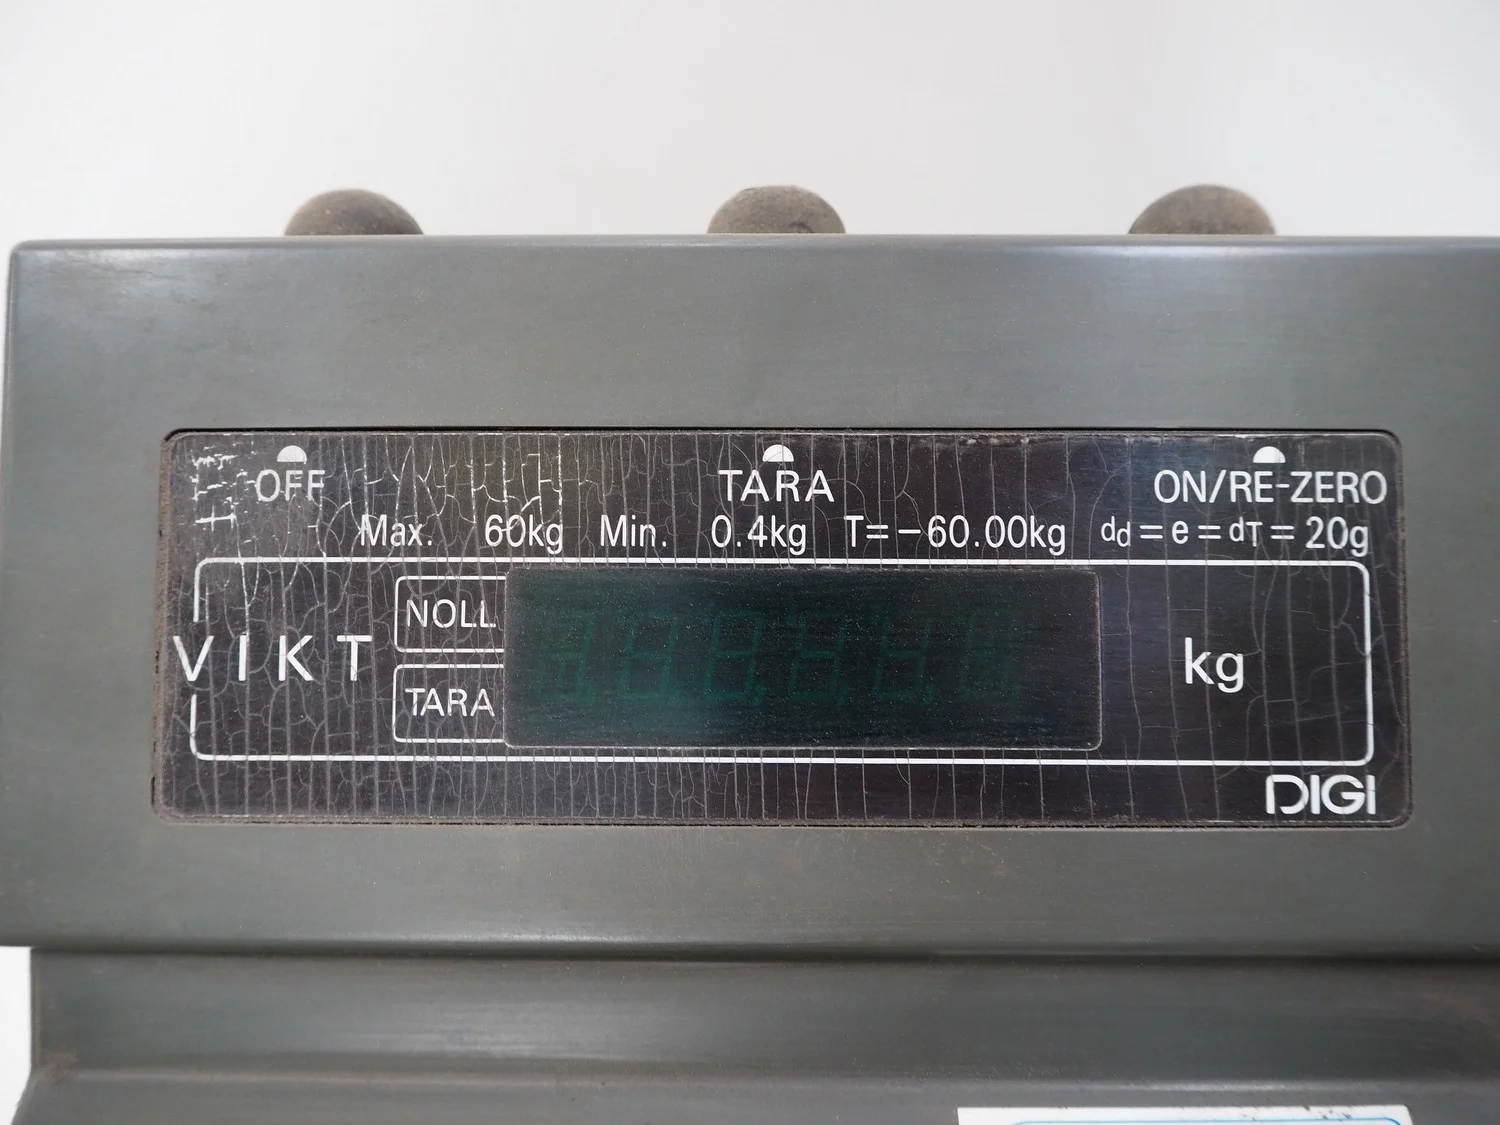 OFF TARA ON/RE-ZERO
Max. 60kg Min. 0.4kg T=-60.00kg dd=e=dT=20g
NOLL
VIKT kg
TARA
DIGI